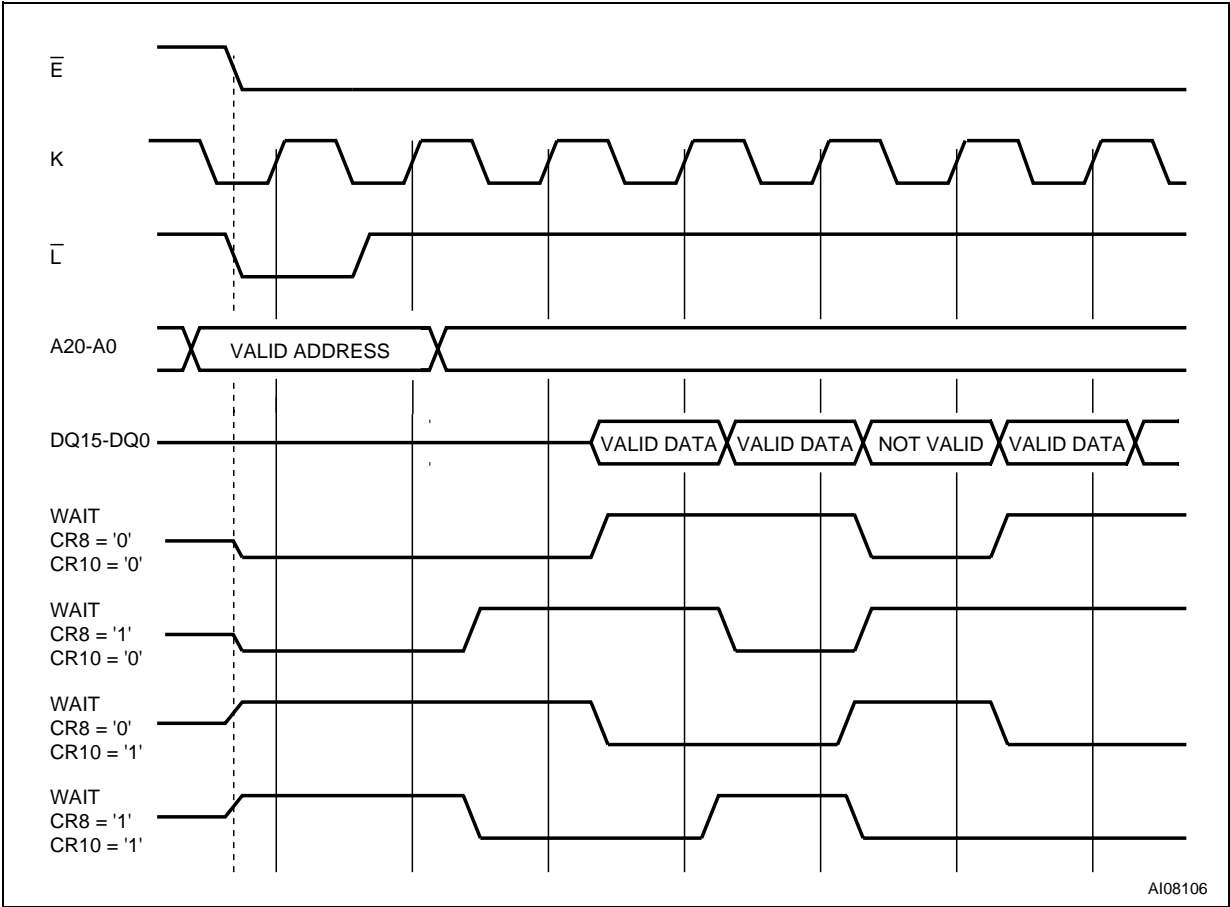 E̅
K
L̅
A20-A0
VALID ADDRESS
DQ15-DQ0
VALID DATA
VALID DATA
NOT VALID
VALID DATA
WAIT
CR8 = '0'
CR10 = '0'
WAIT
CR8 = '1'
CR10 = '0'
WAIT
CR8 = '0'
CR10 = '1'
WAIT
CR8 = '1'
CR10 = '1'
AI08106